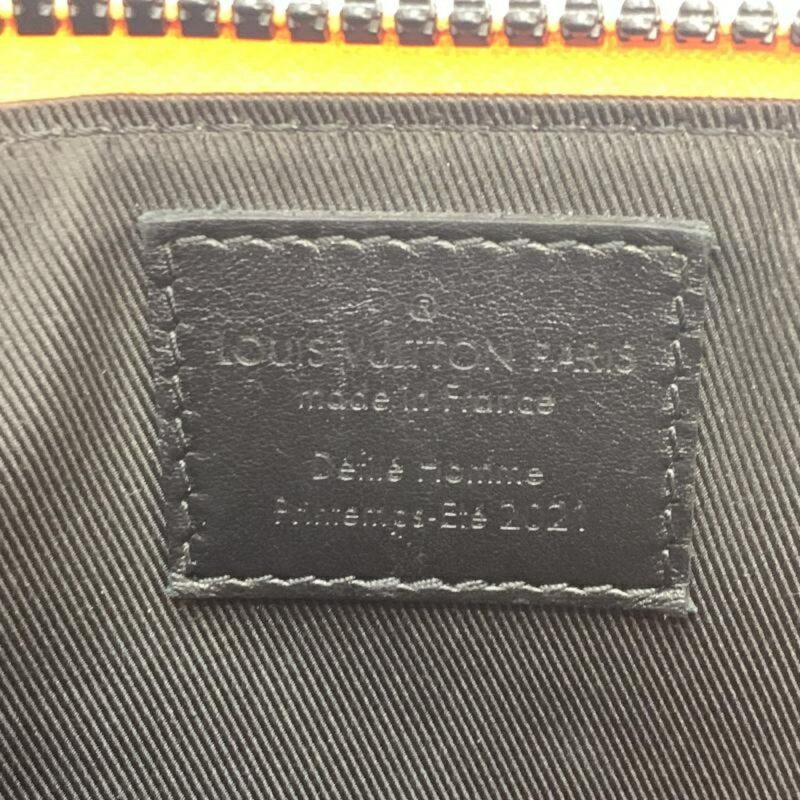 ®
LOUIS VUITTON PARIS
made in France
Défilé Homme
Printemps-Été 2021